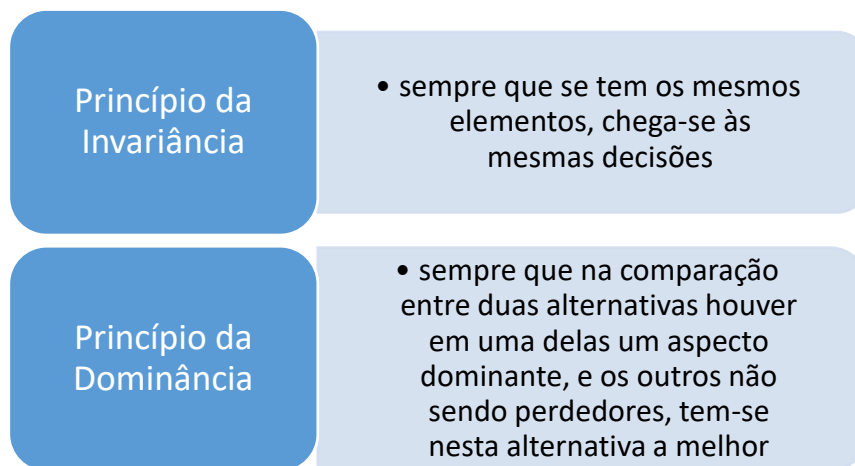 Princípio da
Invariância
• sempre que se tem os mesmos
elementos, chega-se às
mesmas decisões
Princípio da
Dominância
• sempre que na comparação
entre duas alternativas houver
em uma delas um aspecto
dominante, e os outros não
sendo perdedores, tem-se
nesta alternativa a melhor